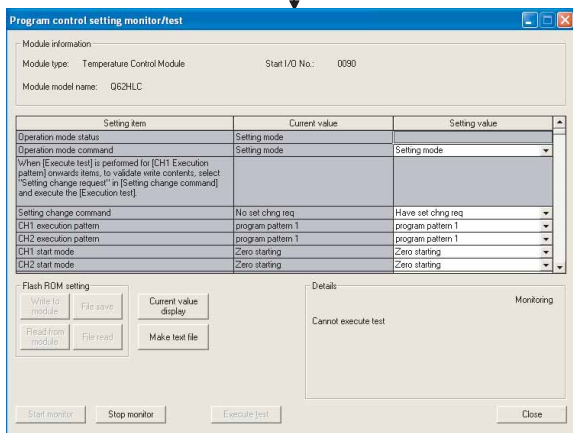 Program control setting monitor/test
Module information
Module type: Temperature Control Module Start I/O No.: 0090
Module model name: Q62HLC
Setting item Current value Setting value
Operation mode status Setting mode
Operation mode command Setting mode Setting mode
When [Execute test] is performed for [CH1 Execution
pattern] onwards items, to validate write contents, select
"Setting change request" in [Setting change command]
and execute the [Execution test].
Setting change command No set chng req Have set chng req
CH1 execution pattern program pattern 1 program pattern 1
CH2 execution pattern program pattern 1 program pattern 1
CH1 start mode Zero starting Zero starting
CH2 start mode Zero starting Zero starting
Flash ROM setting
Write to
module
File save
Current value
display
Read from
module
File read
Make text file
Details
Monitoring
Cannot execute test
Start monitor Stop monitor Execute test Close